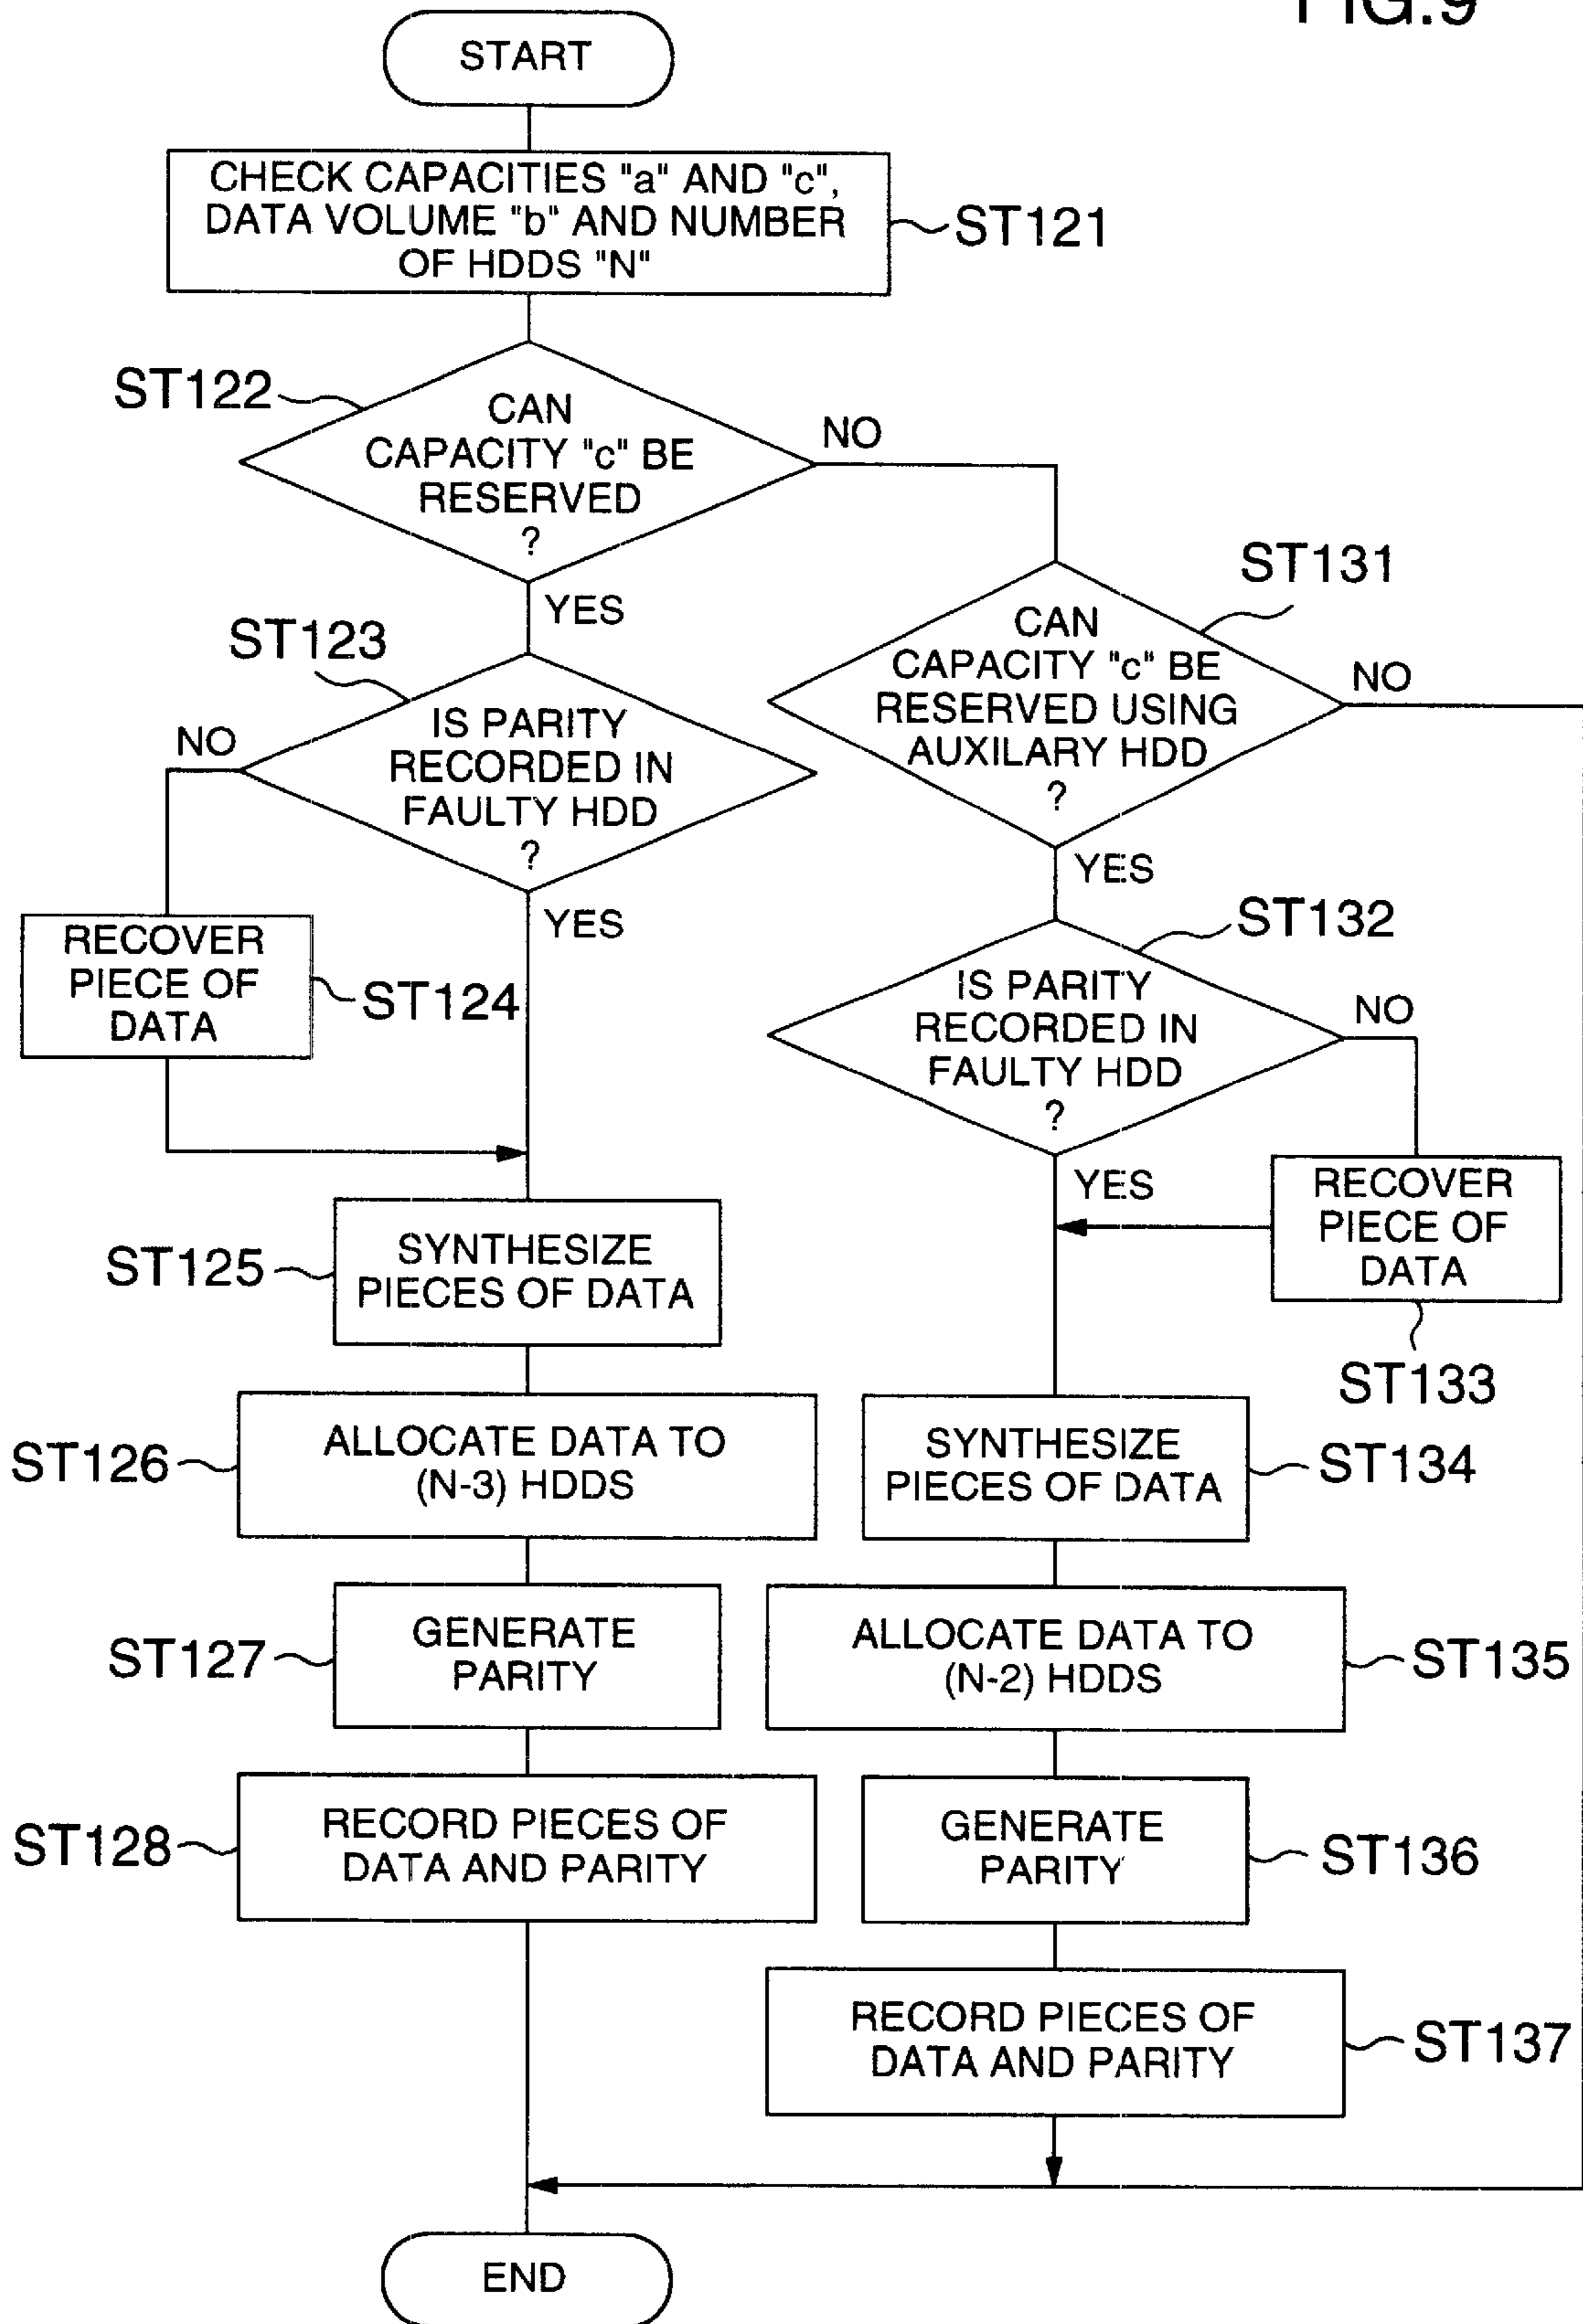 FIG.9
START
CHECK CAPACITIES "a" AND "c",
DATA VOLUME "b" AND NUMBER
OF HDDS "N"
ST121
ST122
CAN
CAPACITY "c" BE
RESERVED
?
NO
YES
ST131
CAN
CAPACITY "c" BE
RESERVED USING
AUXILARY HDD
?
NO
YES
ST123
IS PARITY
RECORDED IN
FAULTY HDD
?
NO
YES
RECOVER
PIECE OF
DATA
ST124
ST132
IS PARITY
RECORDED IN
FAULTY HDD
?
NO
YES
RECOVER
PIECE OF
DATA
ST133
ST125
SYNTHESIZE
PIECES OF DATA
ST126
ALLOCATE DATA TO
(N-3) HDDS
ST127
GENERATE
PARITY
ST128
RECORD PIECES OF
DATA AND PARITY
SYNTHESIZE
PIECES OF DATA
ST134
ALLOCATE DATA TO
(N-2) HDDS
ST135
GENERATE
PARITY
ST136
RECORD PIECES OF
DATA AND PARITY
ST137
END